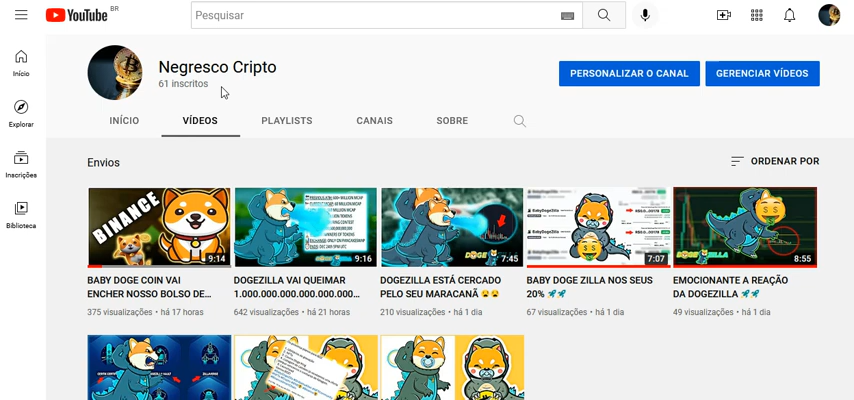 YouTube BR
Pesquisar
Negresco Cripto
61 inscritos
PERSONALIZAR O CANAL
GERENCIAR VÍDEOS
Início
Explorar
Inscrições
Biblioteca
INÍCIO
VÍDEOS
PLAYLISTS
CANAIS
SOBRE
Envios
ORDENAR POR
BINANCE
9:14
9:16
7:45
7:07
8:55
BABY DOGE COIN VAI
ENCHER NOSSO BOLSO DE...
375 visualizações • há 17 horas
DOGEZILLA VAI QUEIMAR
1.000.000.000.000.000.000...
642 visualizações • há 21 horas
DOGEZILLA ESTÁ CERCADO
PELO SEU MARACANÃ
210 visualizações • há 1 dia
BABY DOGE ZILLA NOS SEUS
20%
67 visualizações • há 1 dia
EMOCIONANTE A REAÇÃO
DA DOGEZILLA
49 visualizações • há 1 dia